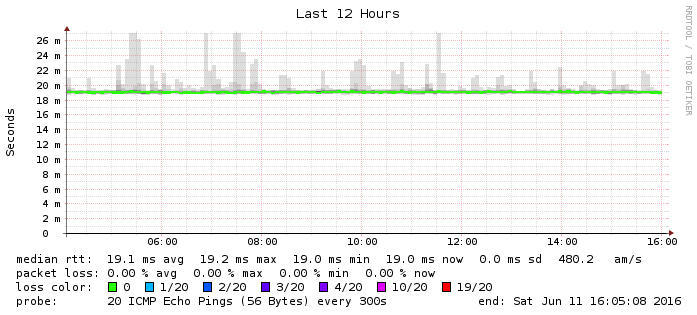 Last 12 Hours
RRDTOOL / TOBI OETIKER
Seconds
26 m
24 m
22 m
20 m
18 m
16 m
14 m
12 m
10 m
8 m
6 m
4 m
2 m
0
06:00 08:00 10:00 12:00 14:00 16:00
median rtt: 19.1 ms avg 19.2 ms max 19.0 ms min 19.0 ms now 0.0 ms sd 480.2 am/s
packet loss: 0.00 % avg 0.00 % max 0.00 % min 0.00 % now
loss color: 0 1/20 2/20 3/20 4/20 10/20 19/20
probe: 20 ICMP Echo Pings (56 Bytes) every 300s end: Sat Jun 11 16:05:08 2016